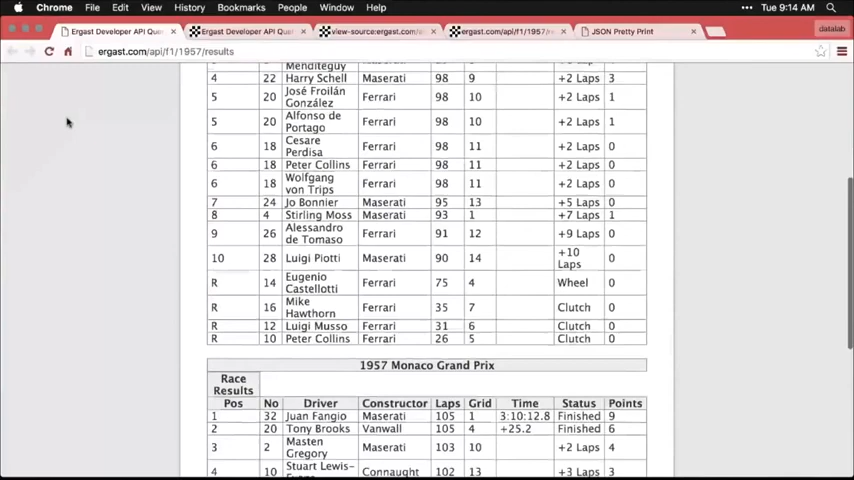 Chrome File Edit View History Bookmarks People Window Help Tue 9:14 AM
Ergast Developer API Que × Ergast Developer API Quel × view-source:ergast.com/ap × ergast.com/api/f1/1957/re × JSON Pretty Print × datalab
ergast.com/api/f1/1957/results
Menditeguy
4 22 Harry Schell Maserati 98 9 +2 Laps 3
5 20 José Froilán González Ferrari 98 10 +2 Laps 1
5 20 Alfonso de Portago Ferrari 98 10 +2 Laps 1
6 18 Cesare Perdisa Ferrari 98 11 +2 Laps 0
6 18 Peter Collins Ferrari 98 11 +2 Laps 0
6 18 Wolfgang von Trips Ferrari 98 11 +2 Laps 0
7 24 Jo Bonnier Maserati 95 13 +5 Laps 0
8 4 Stirling Moss Maserati 93 1 +7 Laps 1
9 26 Alessandro de Tomaso Ferrari 91 12 +9 Laps 0
10 28 Luigi Piotti Maserati 90 14 +10 Laps 0
R 14 Eugenio Castellotti Ferrari 75 4 Wheel 0
R 16 Mike Hawthorn Ferrari 35 7 Clutch 0
R 12 Luigi Musso Ferrari 31 6 Clutch 0
R 10 Peter Collins Ferrari 26 5 Clutch 0
1957 Monaco Grand Prix
Race Results
Pos No Driver Constructor Laps Grid Time Status Points
1 32 Juan Fangio Maserati 105 1 3:10:12.8 Finished 9
2 20 Tony Brooks Vanwall 105 4 +25.2 Finished 6
3 2 Masten Gregory Maserati 103 10 +2 Laps 4
4 10 Stuart Lewis- Connaught 102 13 +3 Laps 3